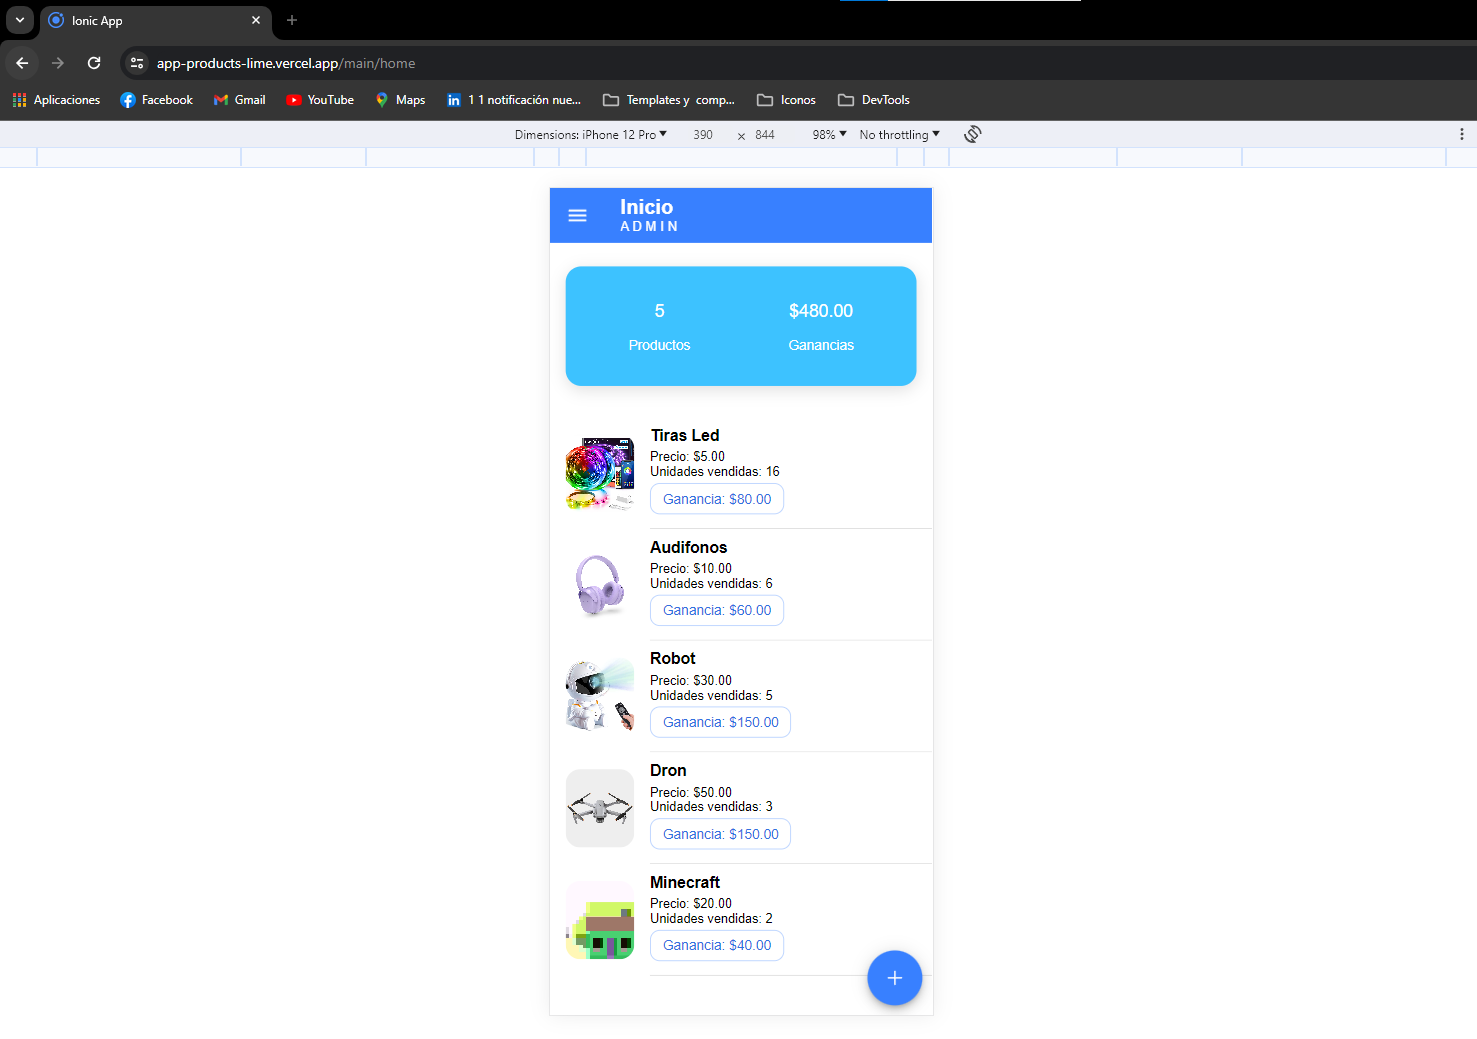 Ionic App
app-products-lime.vercel.app/main/home
Aplicaciones Facebook Gmail YouTube Maps 1 1 notificación nue... Templates y comp... Iconos DevTools
Dimensions: iPhone 12 Pro 390 × 844 98% No throttling
Inicio
ADMIN
5 $480.00
Productos Ganancias
Tiras Led
Precio: $5.00
Unidades vendidas: 16
Ganancia: $80.00
Audifonos
Precio: $10.00
Unidades vendidas: 6
Ganancia: $60.00
Robot
Precio: $30.00
Unidades vendidas: 5
Ganancia: $150.00
Dron
Precio: $50.00
Unidades vendidas: 3
Ganancia: $150.00
Minecraft
Precio: $20.00
Unidades vendidas: 2
Ganancia: $40.00